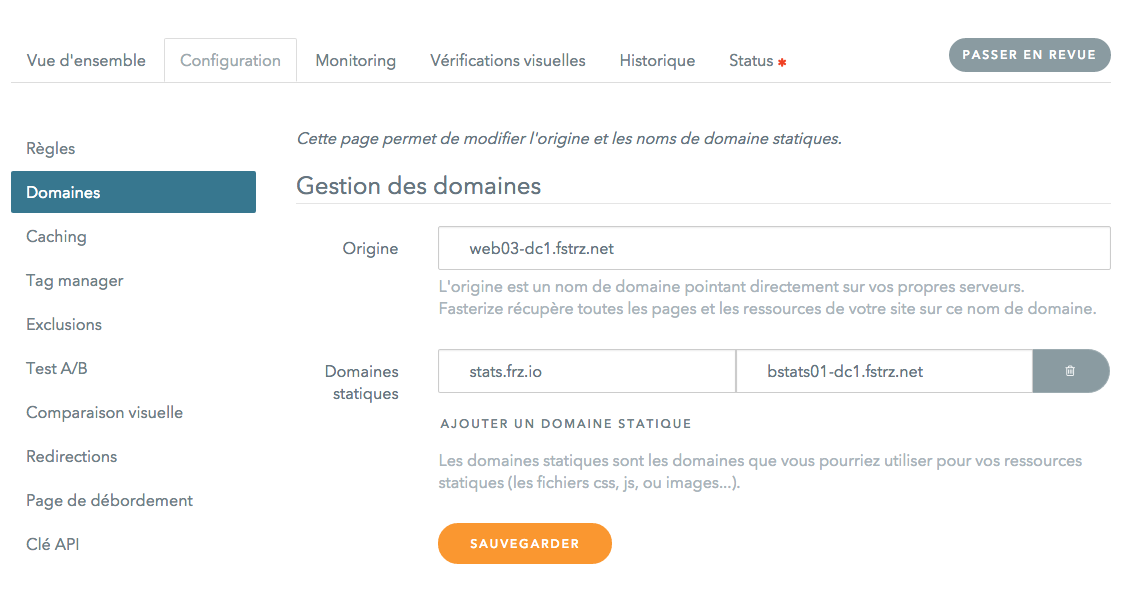 Vue d'ensemble Configuration Monitoring Vérifications visuelles Historique Status * PASSER EN REVUE
Cette page permet de modifier l'origine et les noms de domaine statiques.
Règles
Domaines
Caching
Tag manager
Exclusions
Test A/B
Comparaison visuelle
Redirections
Page de débordement
Clé API
Gestion des domaines
Origine web03-dc1.fstrz.net
L'origine est un nom de domaine pointant directement sur vos propres serveurs.
Fasterize récupère toutes les pages et les ressources de votre site sur ce nom de domaine.
Domaines
statiques
stats.frz.io bstats01-dc1.fstrz.net
AJOUTER UN DOMAINE STATIQUE
Les domaines statiques sont les domaines que vous pourriez utiliser pour vos ressources
statiques (les fichiers css, js, ou images...).
SAUVEGARDER